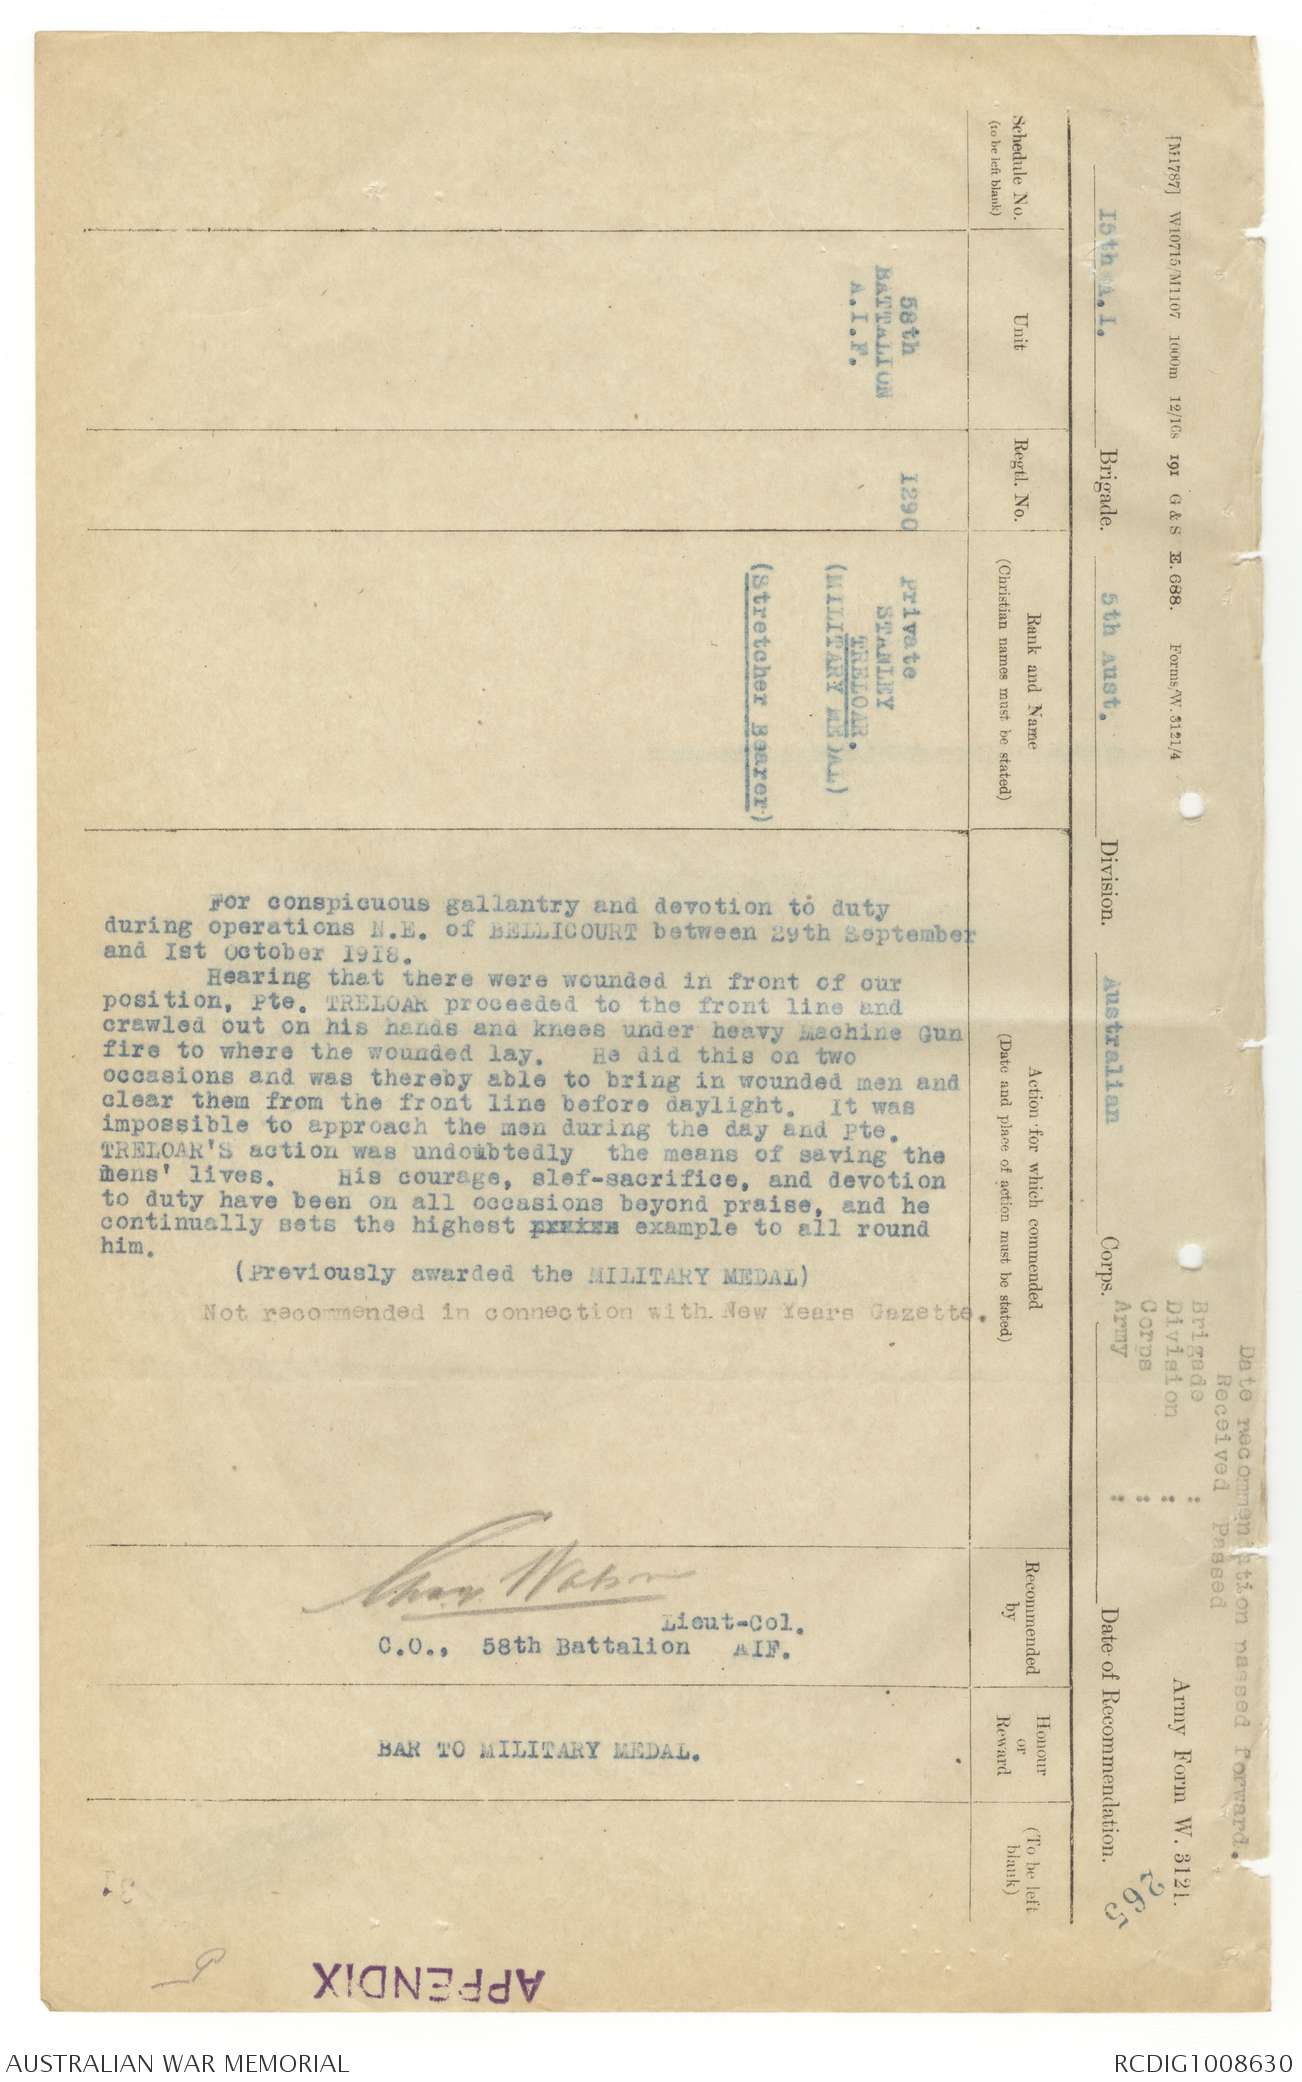 [M1787] W10715/M1107 1000m 12/16s 191 G & S E. 688. Forms/W. 3121/4
Army Form W. 3121.
Date recommen ation passed forward.
Received Passed
Brigade :
Division :
Corps :
Army :
265
15th A.I. Brigade. 5th Aust. Division. Australian Corps. Date of Recommendation.
Schedule No.
(to be left blank)
Unit
Regtl. No.
Rank and Name
(Christian names must be stated)
Action for which commended
(Date and place of action must be stated)
Recommended
by
Honour
or
Reward
(To be left
blank)
58th
BATTALION
A.I.F.
1290
Private
STANLEY
TRELOAR.
(MILITARY MEDAL)
(Stretcher Bearer)
For conspicuous gallantry and devotion to duty
during operations N.E. of BELLICOURT between 29th September
and 1st October 1918.
Hearing that there were wounded in front of our
position, Pte. TRELOAR proceeded to the front line and
crawled out on his hands and knees under heavy Machine Gun
fire to where the wounded lay. He did this on two
occasions and was thereby able to bring in wounded men and
clear them from the front line before daylight. It was
impossible to approach the men during the day and Pte.
TRELOAR'S action was undoubtedly the means of saving the
mens' lives. His courage, slef-sacrifice, and devotion
to duty have been on all occasions beyond praise, and he
continually sets the highest example to all round
him.
(Previously awarded the MILITARY MEDAL)
Not recommended in connection with New Years Gazette.
Chas. Watson
Lieut-Col.
C.O., 58th Battalion AIF.
BAR TO MILITARY MEDAL.
APPENDIX
AUSTRALIAN WAR MEMORIAL
RCDIG1008630